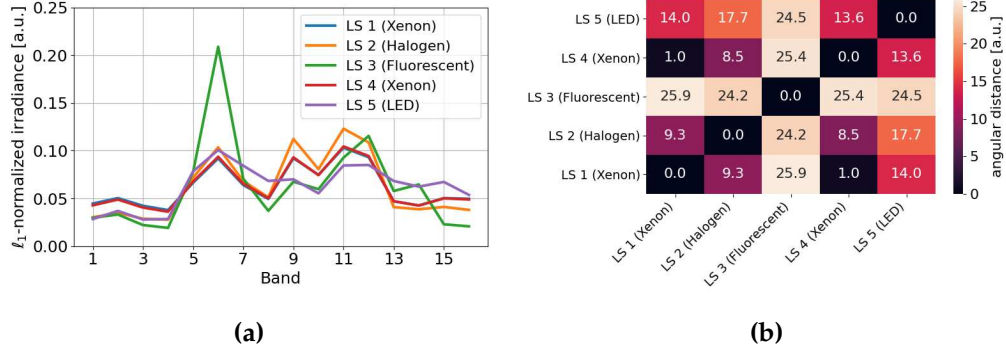 ℓ₁-normalized irradiance [a.u.]
0.25
0.20
0.15
0.10
0.05
0.00
LS 1 (Xenon)
LS 2 (Halogen)
LS 3 (Fluorescent)
LS 4 (Xenon)
LS 5 (LED)
1 3 5 7 9 11 13 15
Band
(a)
LS 5 (LED) 14.0 17.7 24.5 13.6 0.0
LS 4 (Xenon) 1.0 8.5 25.4 0.0 13.6
LS 3 (Fluorescent) 25.9 24.2 0.0 25.4 24.5
LS 2 (Halogen) 9.3 0.0 24.2 8.5 17.7
LS 1 (Xenon) 0.0 9.3 25.9 1.0 14.0
LS 1 (Xenon)
LS 2 (Halogen)
LS 3 (Fluorescent)
LS 4 (Xenon)
LS 5 (LED)
25
20
15
10
5
0
angular distance [a.u.]
(b)